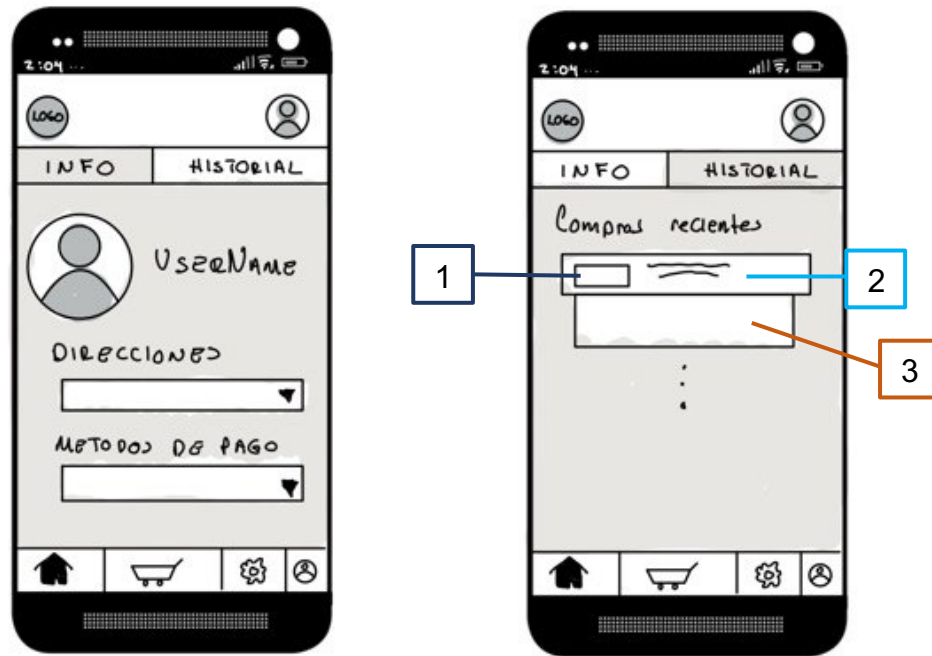 2:04 ...
LOGO
INFO HISTORIAL
USERNAME
DIRECCIONES
METODOS DE PAGO
2:04 ...
LOGO
INFO HISTORIAL
Compras recientes
1
2
3